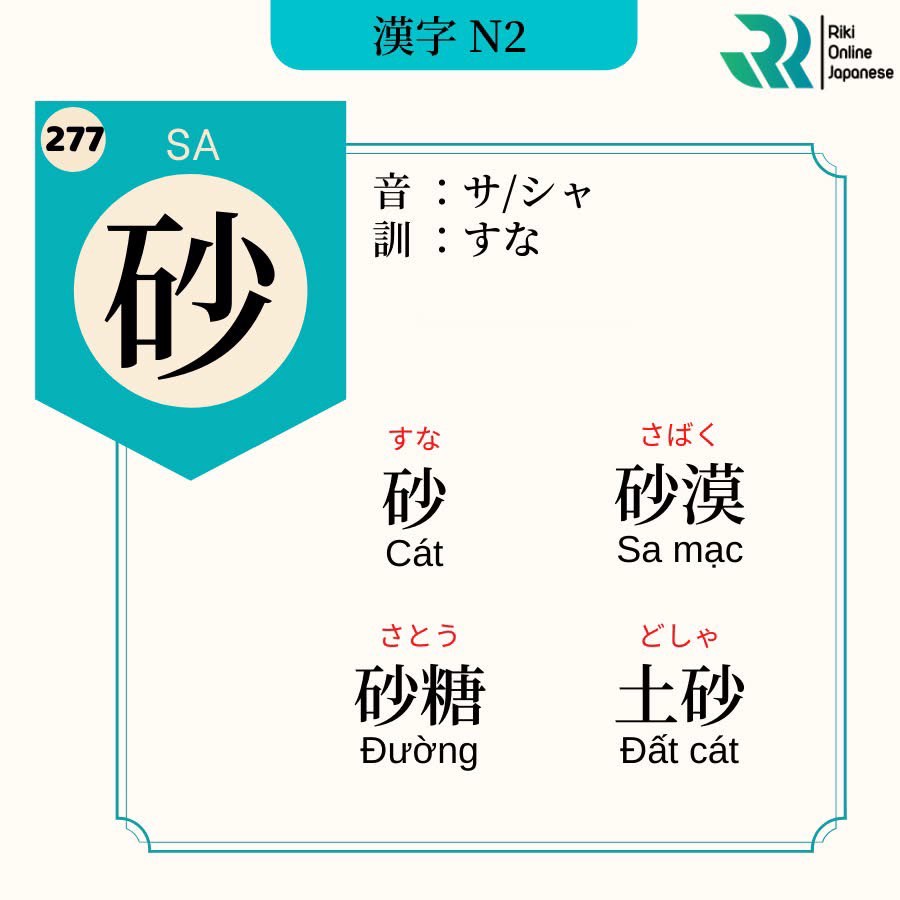 漢字 N2
Riki
Online
Japanese
277
SA
砂
音 : サ/シャ
訓 : すな
すな
砂
Cát
さばく
砂漠
Sa mạc
さとう
砂糖
Đường
どしゃ
土砂
Đất cát